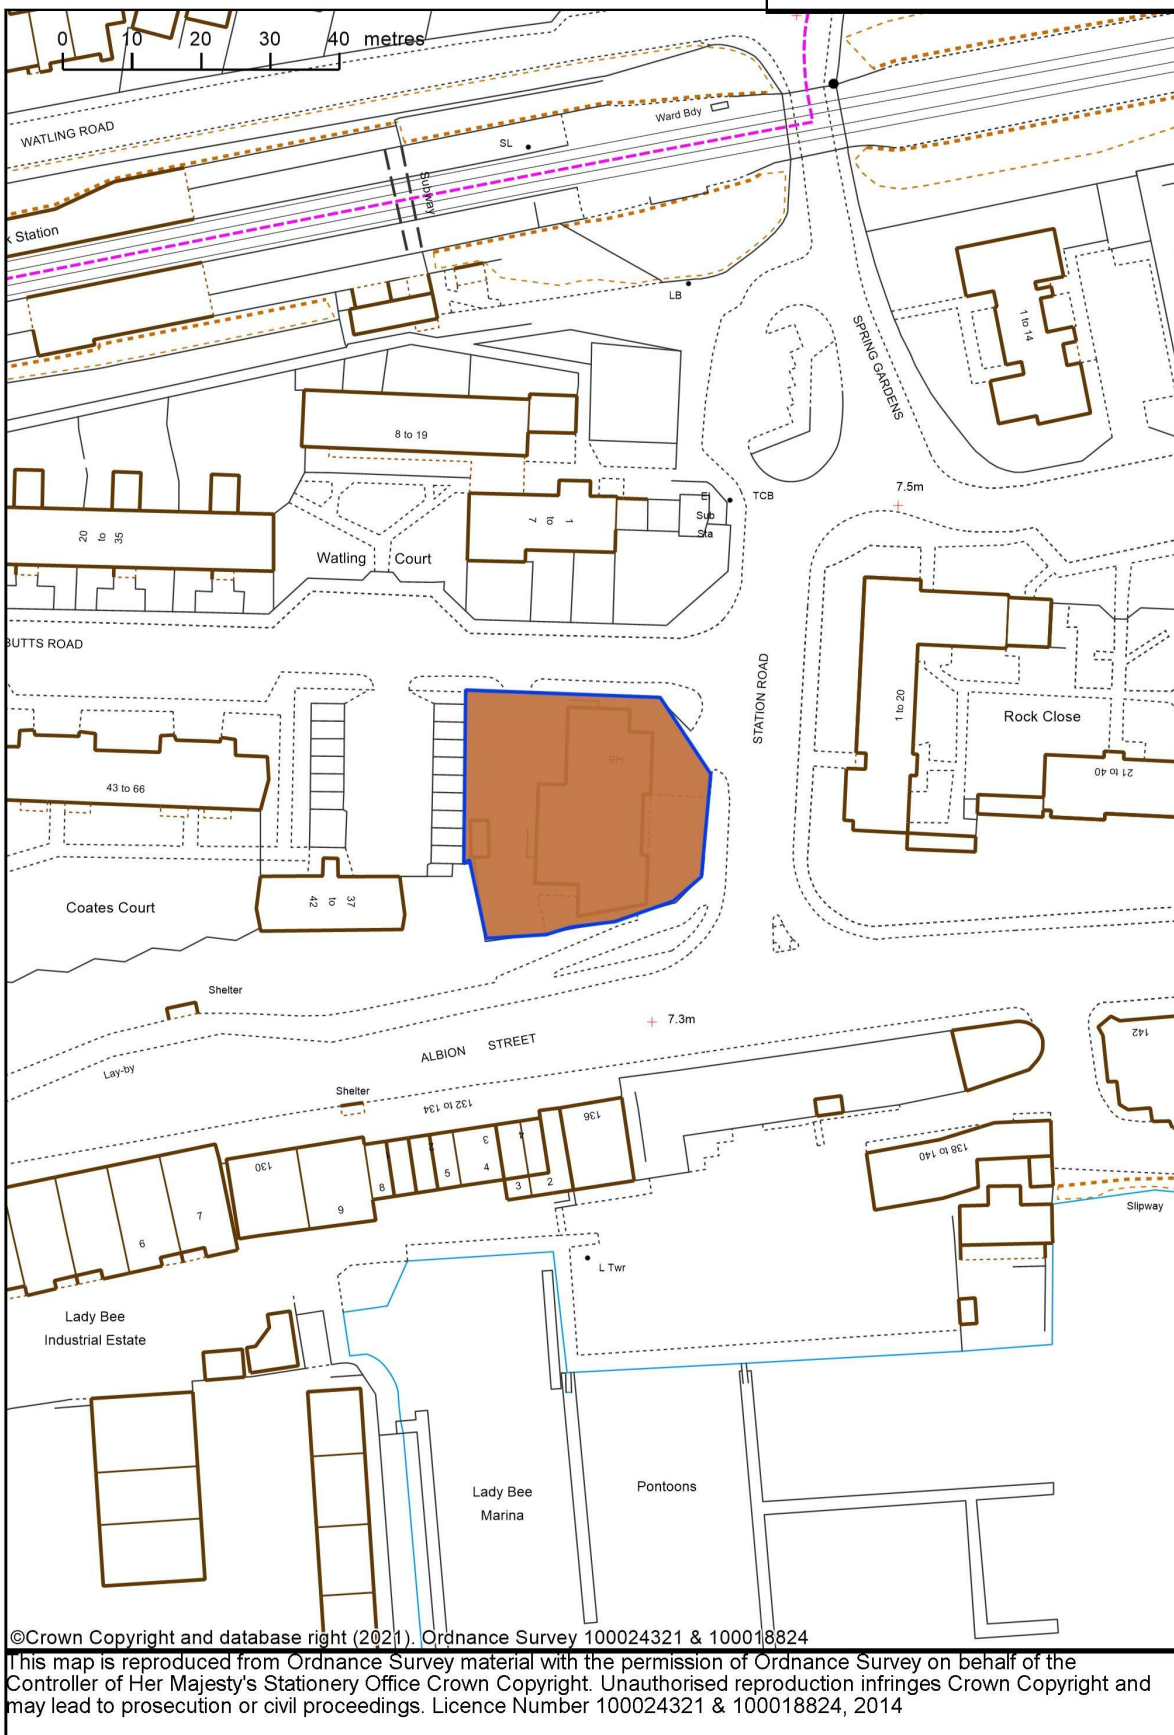 0 10 20 30 40 metres
WATLING ROAD
Ward Bdy
SL
Subway
k Station
LB
SPRING GARDENS
1 to 14
8 to 19
7.5m
TCB
El
Sub
Sta
1
to
7
20
to
35
Watling Court
BUTTS ROAD
STATION ROAD
1 to 20
Rock Close
PH
21 to 40
43 to 66
42
to
37
Coates Court
Shelter
7.3m
ALBION STREET
Lay-by
Shelter
132 to 134
136
142
130
138 to 140
3
4
5
4
8
3
2
9
7
6
Slipway
L Twr
Lady Bee
Industrial Estate
Lady Bee
Marina
Pontoons
©Crown Copyright and database right (2021). Ordnance Survey 100024321 & 100018824
This map is reproduced from Ordnance Survey material with the permission of Ordnance Survey on behalf of the
Controller of Her Majesty's Stationery Office Crown Copyright. Unauthorised reproduction infringes Crown Copyright and
may lead to prosecution or civil proceedings. Licence Number 100024321 & 100018824, 2014